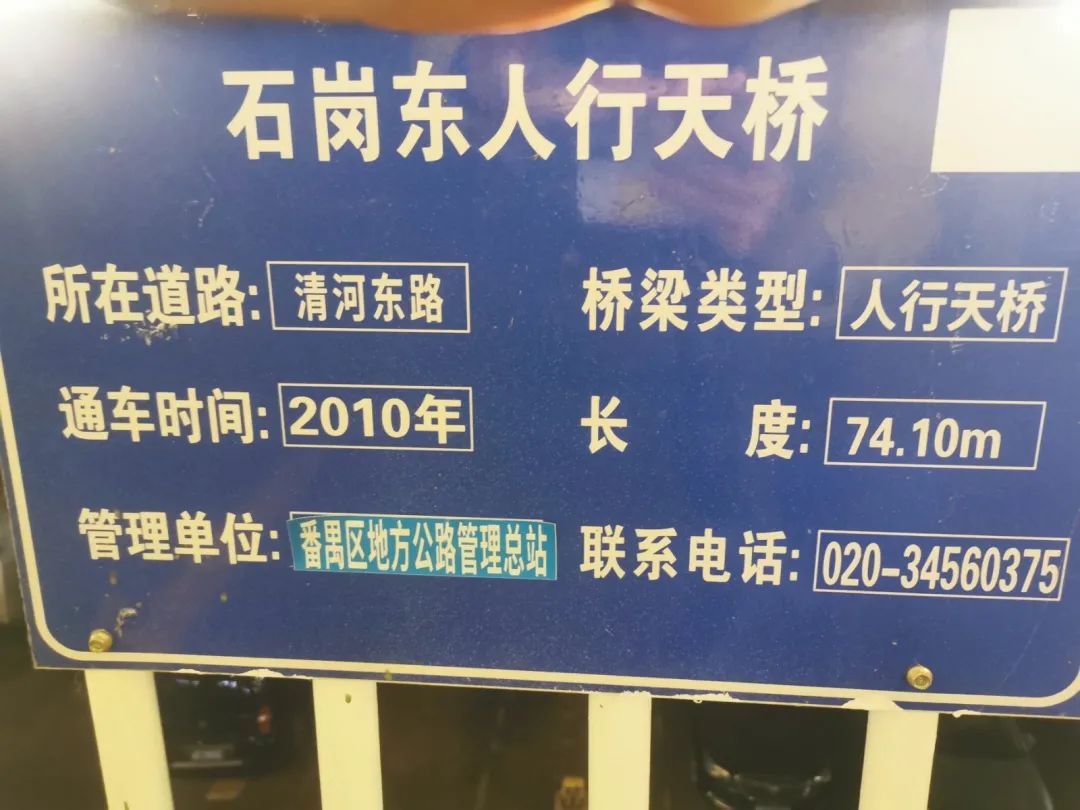 石岗东人行天桥
所在道路: 清河东路 桥梁类型: 人行天桥
通车时间: 2010年 长度: 74.10m
管理单位: 番禺区地方公路管理总站 联系电话: 020-34560375